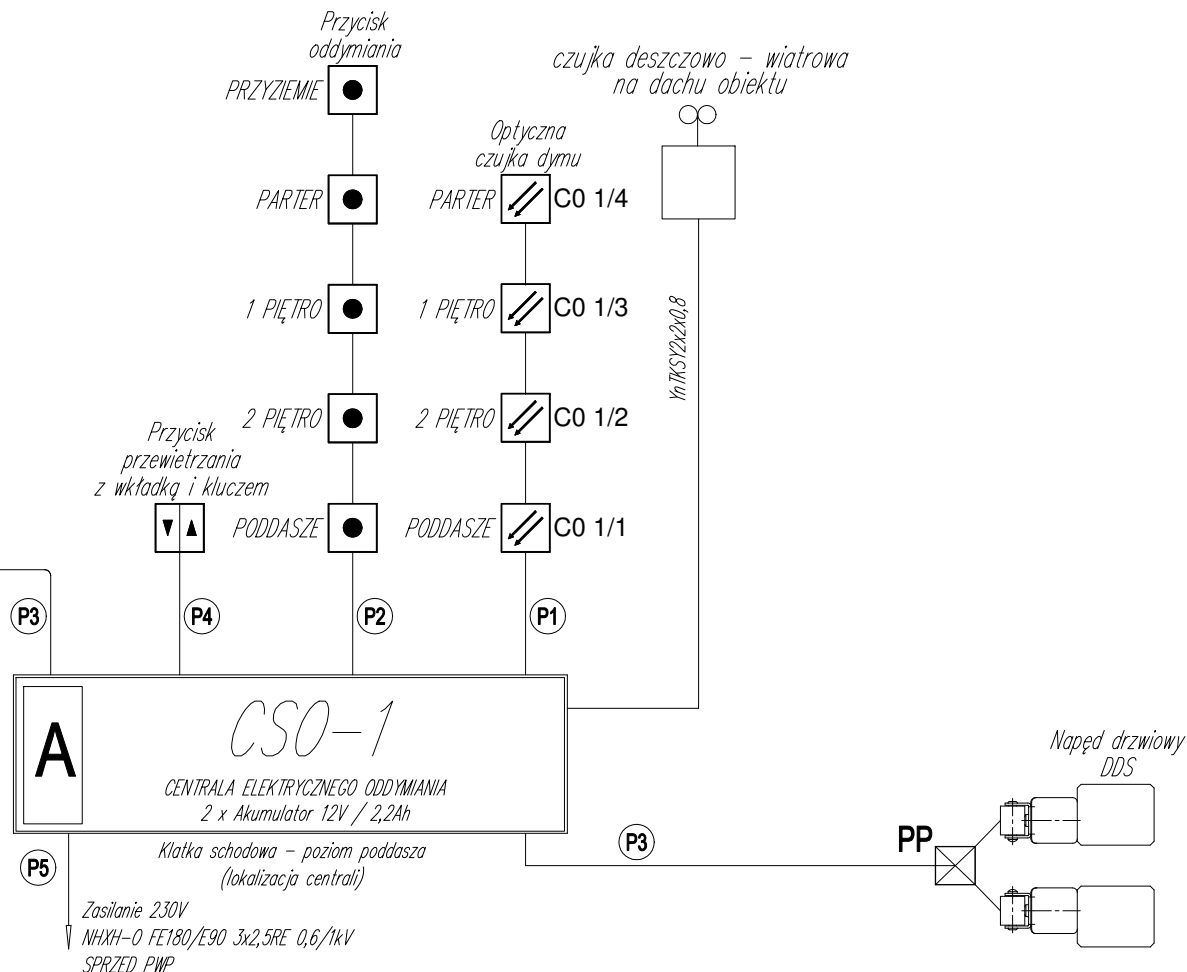 Przycisk
oddymiania
PRZYZIEMIE
PARTER
1 PIĘTRO
2 PIĘTRO
PODDASZE
czujka deszczowo – wiatrowa
na dachu obiektu
Optyczna
czujka dymu
PARTER C0 1/4
1 PIĘTRO C0 1/3
2 PIĘTRO C0 1/2
PODDASZE C0 1/1
YnTKSY2x2x0,8
Przycisk
przewietrzania
z wkładką i kluczem
P3
P4
P2
P1
A
CSO-1
CENTRALA ELEKTRYCZNEGO ODDYMIANIA
2 x Akumulator 12V / 2,2Ah
Klatka schodowa – poziom poddasza
(lokalizacja centrali)
P5
Zasilanie 230V
NHXH-O FE180/E90 3x2,5RE 0,6/1kV
SPRZED PWP
P3
PP
Napęd drzwiowy
DDS